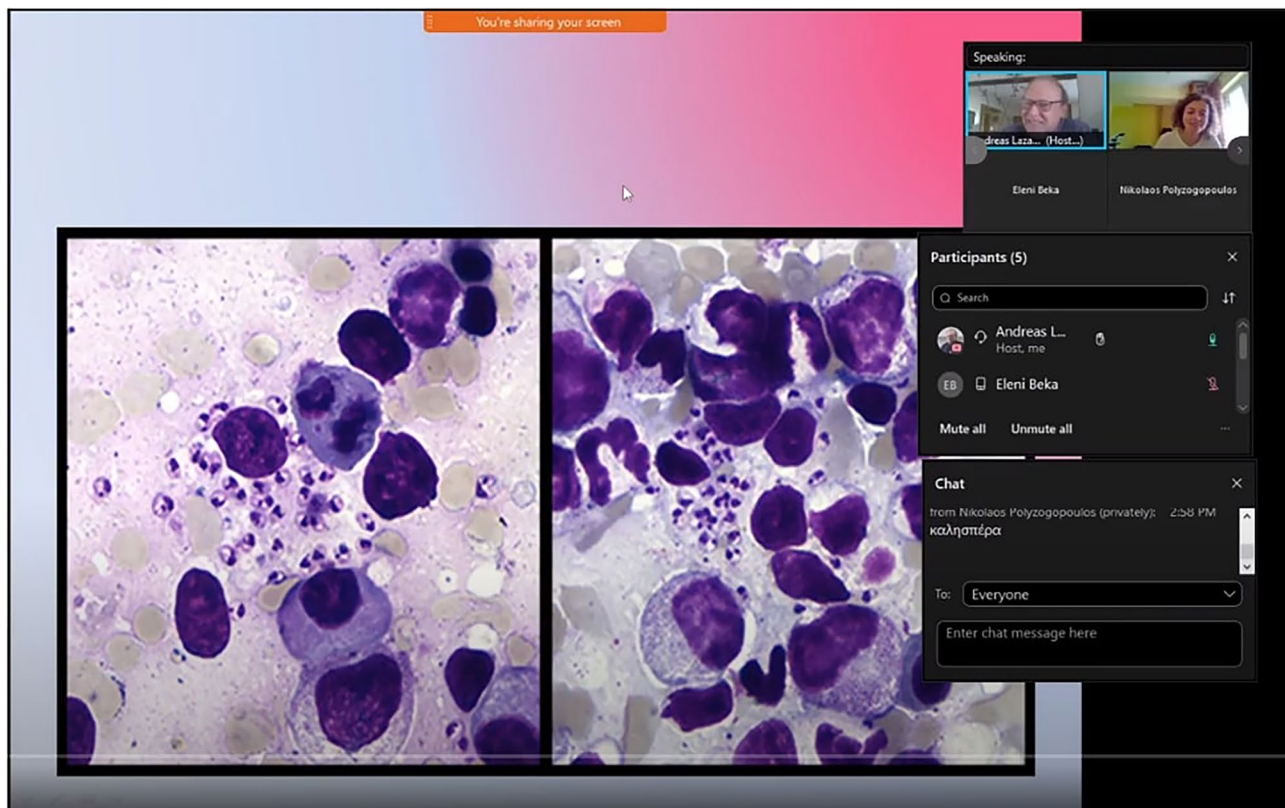 You're sharing your screen
Speaking:
dreas Laza... (Host...)
Eleni Beka
Nikolaos Polyzogopoulos
Participants (5)
Search
Andreas L...
Host, me
EB
Eleni Beka
Mute all
Unmute all
...
Chat
from Nikolaos Polyzogopoulos (privately): 2:58 PM
καλησπέρα
To:
Everyone
Enter chat message here